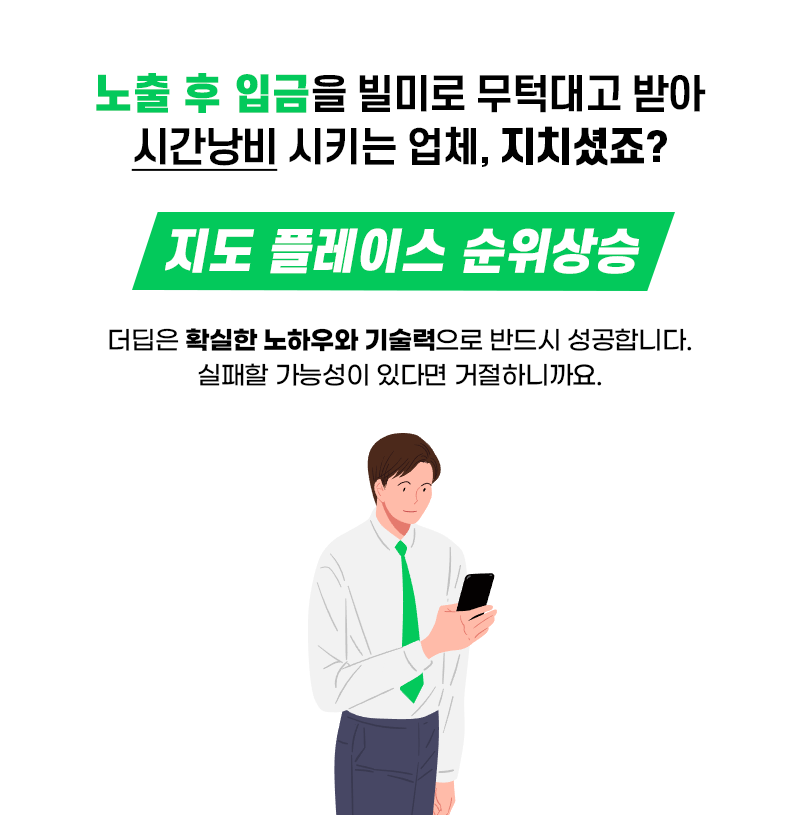 노출 후 입금을 빌미로 무턱대고 받아
시간낭비 시키는 업체, 지치셨죠?
지도 플레이스 순위상승
더딥은 확실한 노하우와 기술력으로 반드시 성공합니다.
실패할 가능성이 있다면 거절하니까요.